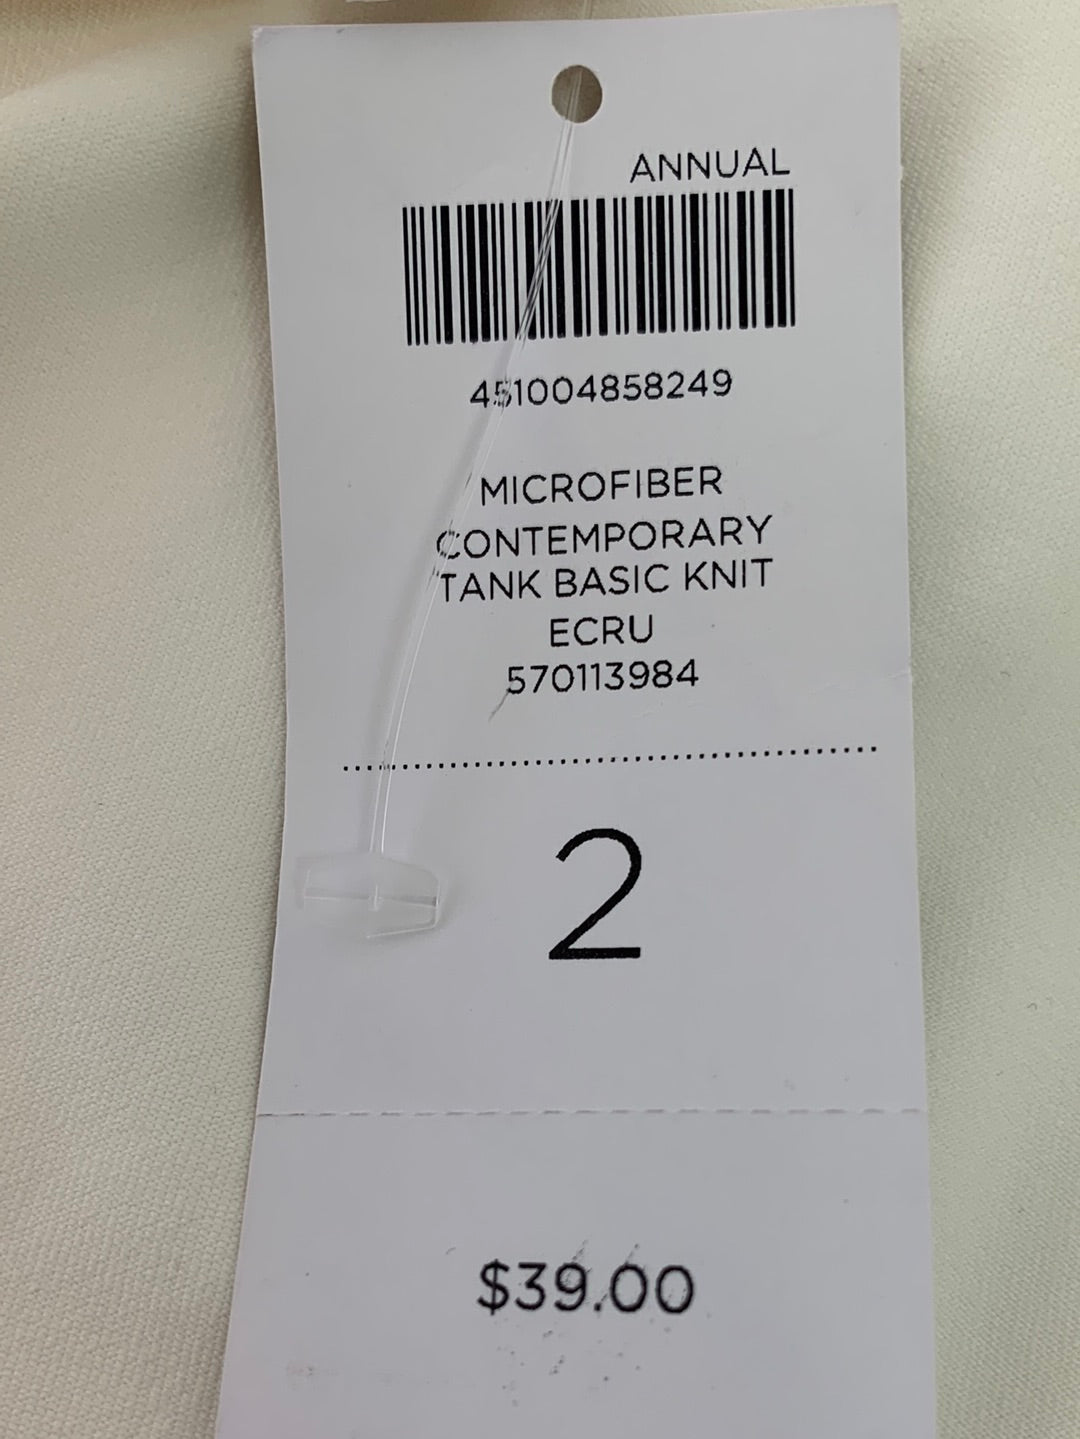 ANNUAL
451004858249
MICROFIBER
CONTEMPORARY
TANK BASIC KNIT
ECRU
570113984
2
$39.00